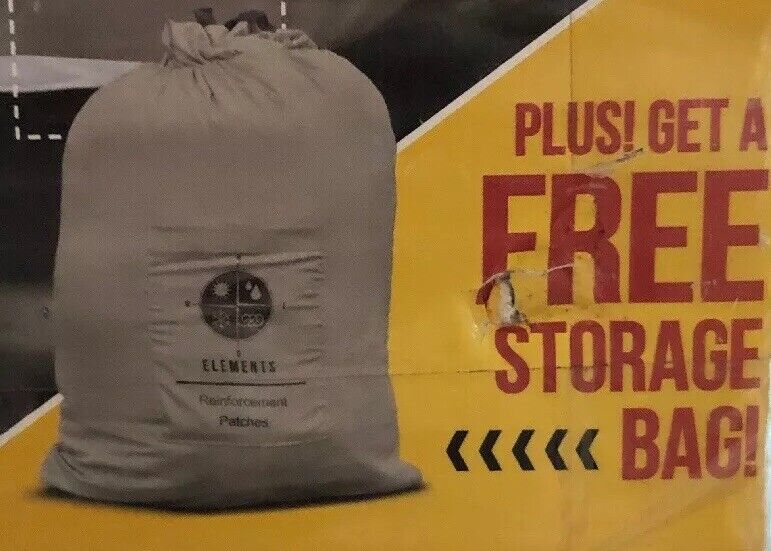 PLUS! GET A
FREE
STORAGE
BAG!
ELEMENTS
Reinforcement
Patches